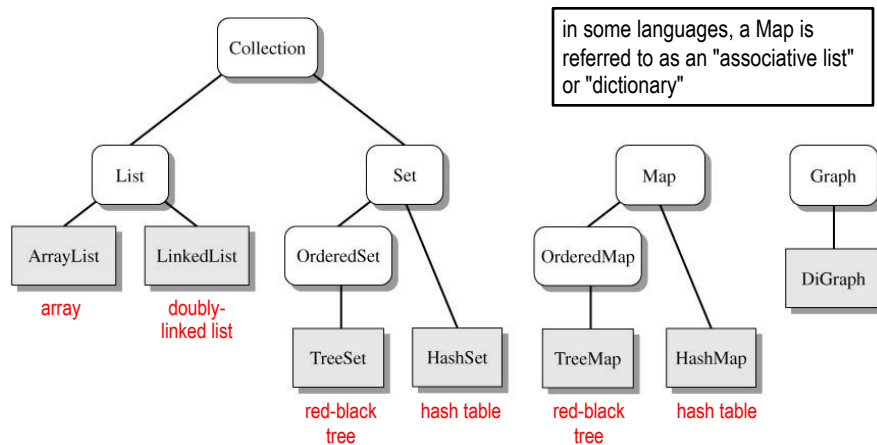 in some languages, a Map is
referred to as an "associative list"
or "dictionary"
Collection
List
Set
Map
Graph
ArrayList
LinkedList
OrderedSet
OrderedMap
DiGraph
array
doubly-
linked list
TreeSet
HashSet
TreeMap
HashMap
red-black
tree
hash table
red-black
tree
hash table